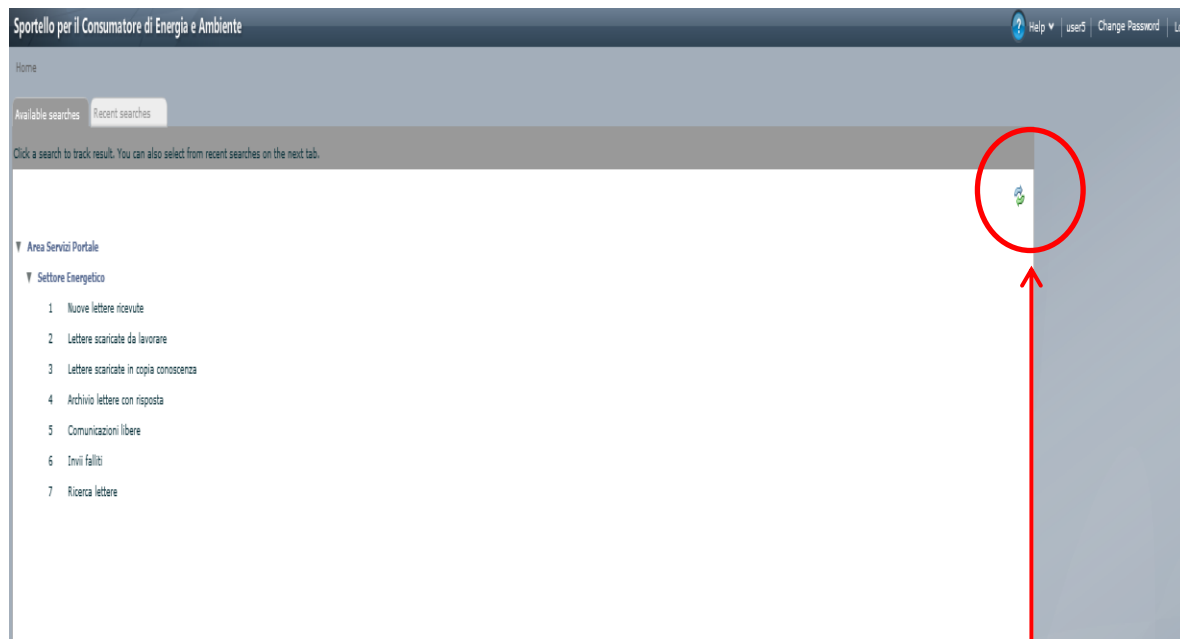 Sportello per il Consumatore di Energia e Ambiente
? Help | user5 | Change Password |
Home
Available searches Recent searches
Click a search to track result. You can also select from recent searches on the next tab.
Area Servizi Portale
Settore Energetico
1 Nuove lettere ricevute
2 Lettere scaricate da lavorare
3 Lettere scaricate in copia conoscenza
4 Archivio lettere con risposta
5 Comunicazioni libere
6 Invii falliti
7 Ricerca lettere